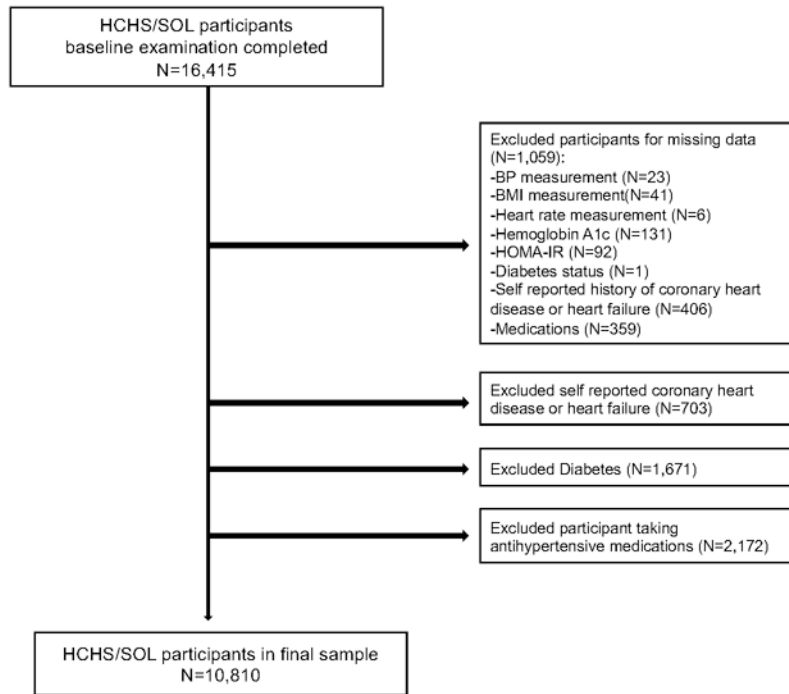 HCHS/SOL participants
baseline examination completed
N=16,415
Excluded participants for missing data
(N=1,059):
-BP measurement (N=23)
-BMI measurement(N=41)
-Heart rate measurement (N=6)
-Hemoglobin A1c (N=131)
-HOMA-IR (N=92)
-Diabetes status (N=1)
-Self reported history of coronary heart
disease or heart failure (N=406)
-Medications (N=359)
Excluded self reported coronary heart
disease or heart failure (N=703)
Excluded Diabetes (N=1,671)
Excluded participant taking
antihypertensive medications (N=2,172)
HCHS/SOL participants in final sample
N=10,810